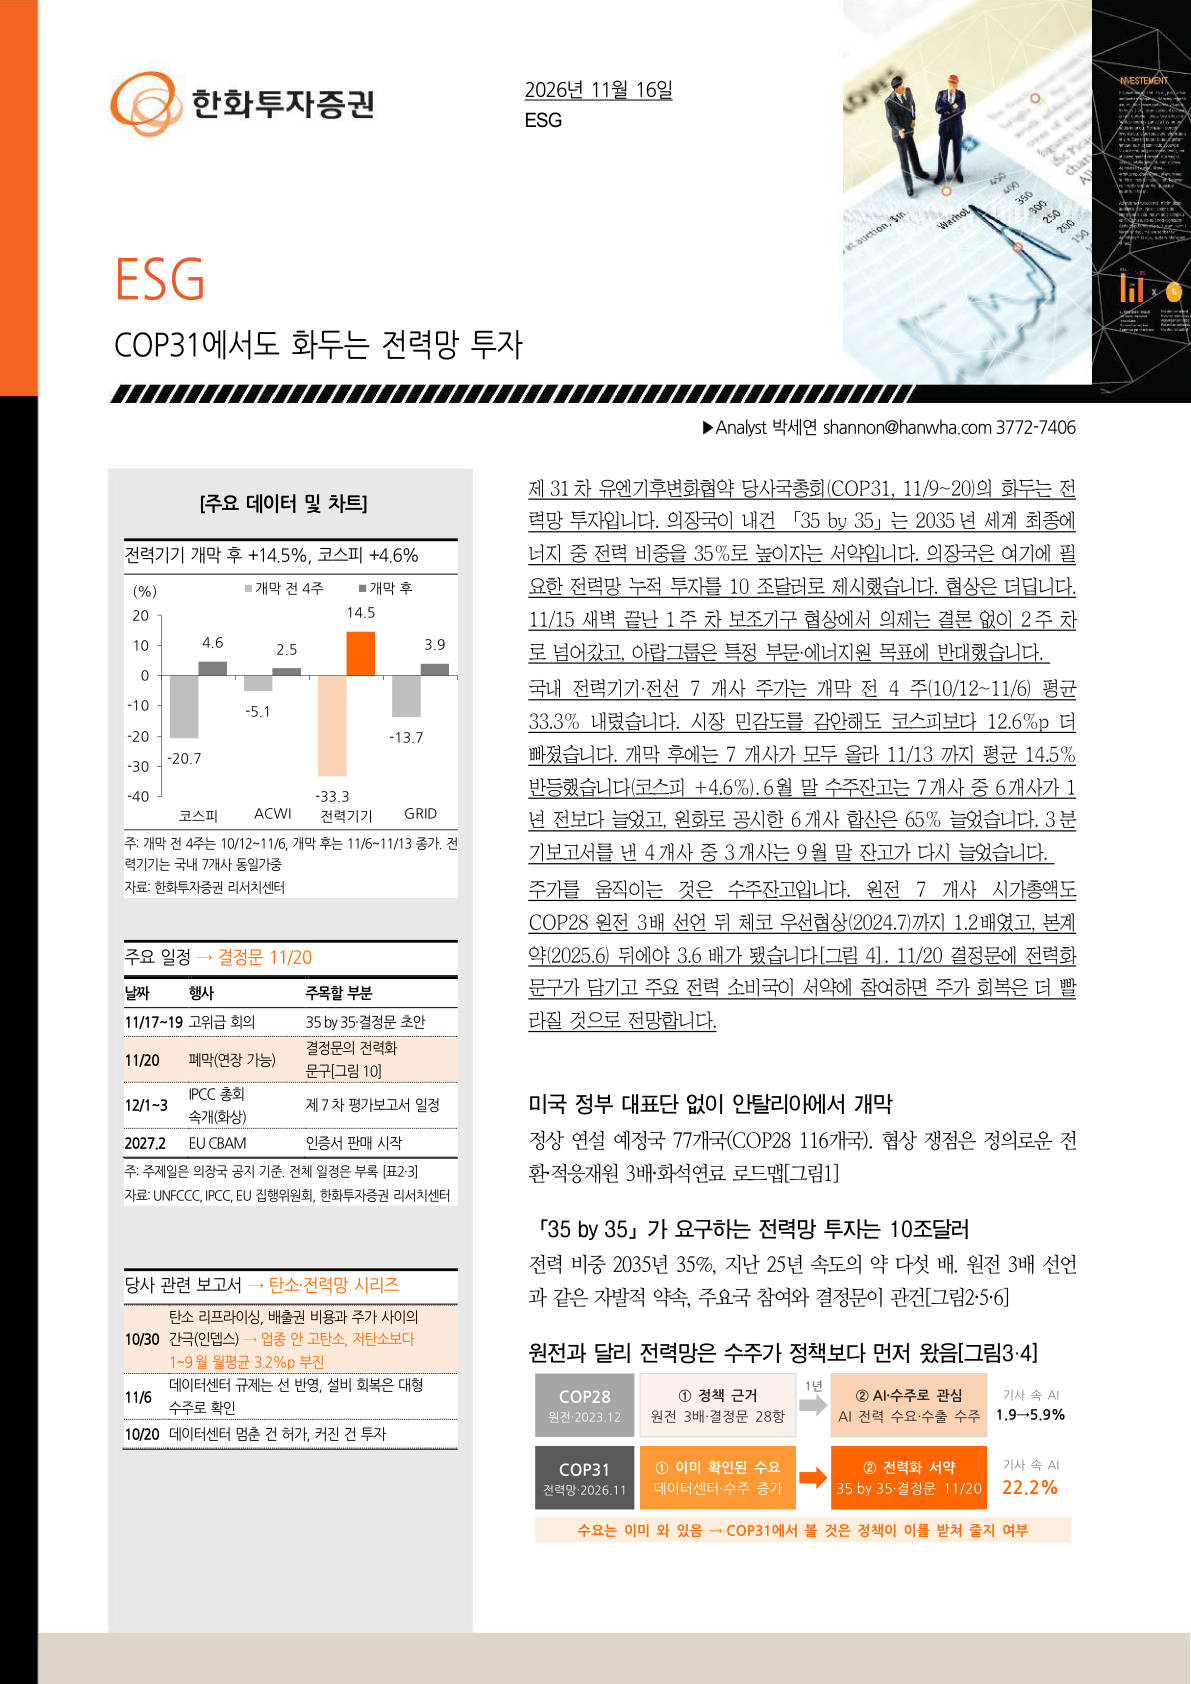 한화투자증권
2026년 11월 16일
ESG
INVESTEMENT
ESG
COP31에서도 화두는 전력망 투자
▶Analyst 박세연 shannon@hanwha.com 3772-7406
[주요 데이터 및 차트]
전력기기 개막 후 +14.5%, 코스피 +4.6%
(%)
개막 전 4주
개막 후
20
10
0
-10
-20
-30
-40
4.6
2.5
14.5
3.9
-20.7
-5.1
-33.3
-13.7
코스피
ACWI
전력기기
GRID
주: 개막 전 4주는 10/12~11/6, 개막 후는 11/6~11/13 종가. 전
력기기는 국내 7개사 동일가중
자료: 한화투자증권 리서치센터
주요 일정 → 결정문 11/20
날짜 행사 주목할 부분
11/17~19 고위급 회의 35 by 35·결정문 초안
11/20 폐막(연장 가능) 결정문의 전력화
문구[그림 10]
12/1~3 IPCC 총회
속개(화상) 제 7 차 평가보고서 일정
2027.2 EU CBAM 인증서 판매 시작
주: 주제일은 의장국 공지 기준. 전체 일정은 부록 [표2·3]
자료: UNFCCC, IPCC, EU 집행위원회, 한화투자증권 리서치센터
당사 관련 보고서 → 탄소·전력망 시리즈
10/30 탄소 리프라이싱, 배출권 비용과 주가 사이의
간극(인뎁스) → 업종 안 고탄소, 저탄소보다
1~9 월 월평균 3.2%p 부진
11/6 데이터센터 규제는 선 반영, 설비 회복은 대형
수주로 확인
10/20 데이터센터 멈춘 건 허가, 커진 건 투자
제 31 차 유엔기후변화협약 당사국총회(COP31, 11/9~20)의 화두는 전
력망 투자입니다. 의장국이 내건 「35 by 35」는 2035 년 세계 최종에
너지 중 전력 비중을 35%로 높이자는 서약입니다. 의장국은 여기에 필
요한 전력망 누적 투자를 10 조달러로 제시했습니다. 협상은 더딥니다.
11/15 새벽 끝난 1 주 차 보조기구 협상에서 의제는 결론 없이 2 주 차
로 넘어갔고, 아랍그룹은 특정 부문·에너지원 목표에 반대했습니다.
국내 전력기기·전선 7 개사 주가는 개막 전 4 주(10/12~11/6) 평균
33.3% 내렸습니다. 시장 민감도를 감안해도 코스피보다 12.6%p 더
빠졌습니다. 개막 후에는 7 개사가 모두 올라 11/13 까지 평균 14.5%
반등했습니다(코스피 +4.6%). 6 월 말 수주잔고는 7 개사 중 6 개사가 1
년 전보다 늘었고, 원화로 공시한 6 개사 합산은 65% 늘었습니다. 3 분
기보고서를 낸 4 개사 중 3 개사는 9 월 말 잔고가 다시 늘었습니다.
주가를 움직이는 것은 수주잔고입니다. 원전 7 개사 시가총액도
COP28 원전 3 배 선언 뒤 체코 우선협상(2024.7)까지 1.2 배였고, 본계
약(2025.6) 뒤에야 3.6 배가 됐습니다[그림 4]. 11/20 결정문에 전력화
문구가 담기고 주요 전력 소비국이 서약에 참여하면 주가 회복은 더 빨
라질 것으로 전망합니다.
미국 정부 대표단 없이 안탈리아에서 개막
정상 연설 예정국 77개국(COP28 116개국). 협상 쟁점은 정의로운 전
환·적응재원 3배·화석연료 로드맵[그림1]
「35 by 35」가 요구하는 전력망 투자는 10조달러
전력 비중 2035년 35%, 지난 25년 속도의 약 다섯 배. 원전 3배 선언
과 같은 자발적 약속, 주요국 참여와 결정문이 관건[그림2·5·6]
원전과 달리 전력망은 수주가 정책보다 먼저 왔음[그림3·4]
COP28
원전·2023.12
① 정책 근거
원전 3배·결정문 28항
1년
② AI·수주로 관심
AI 전력 수요·수출 수주
기사 속 AI
1.9→5.9%
COP31
전력망·2026.11
① 이미 확인된 수요
데이터센터·수주 증가
② 전력화 서약
35 by 35·결정문 11/20
기사 속 AI
22.2%
수요는 이미 와 있음 → COP31에서 볼 것은 정책이 이를 받쳐 줄지 여부